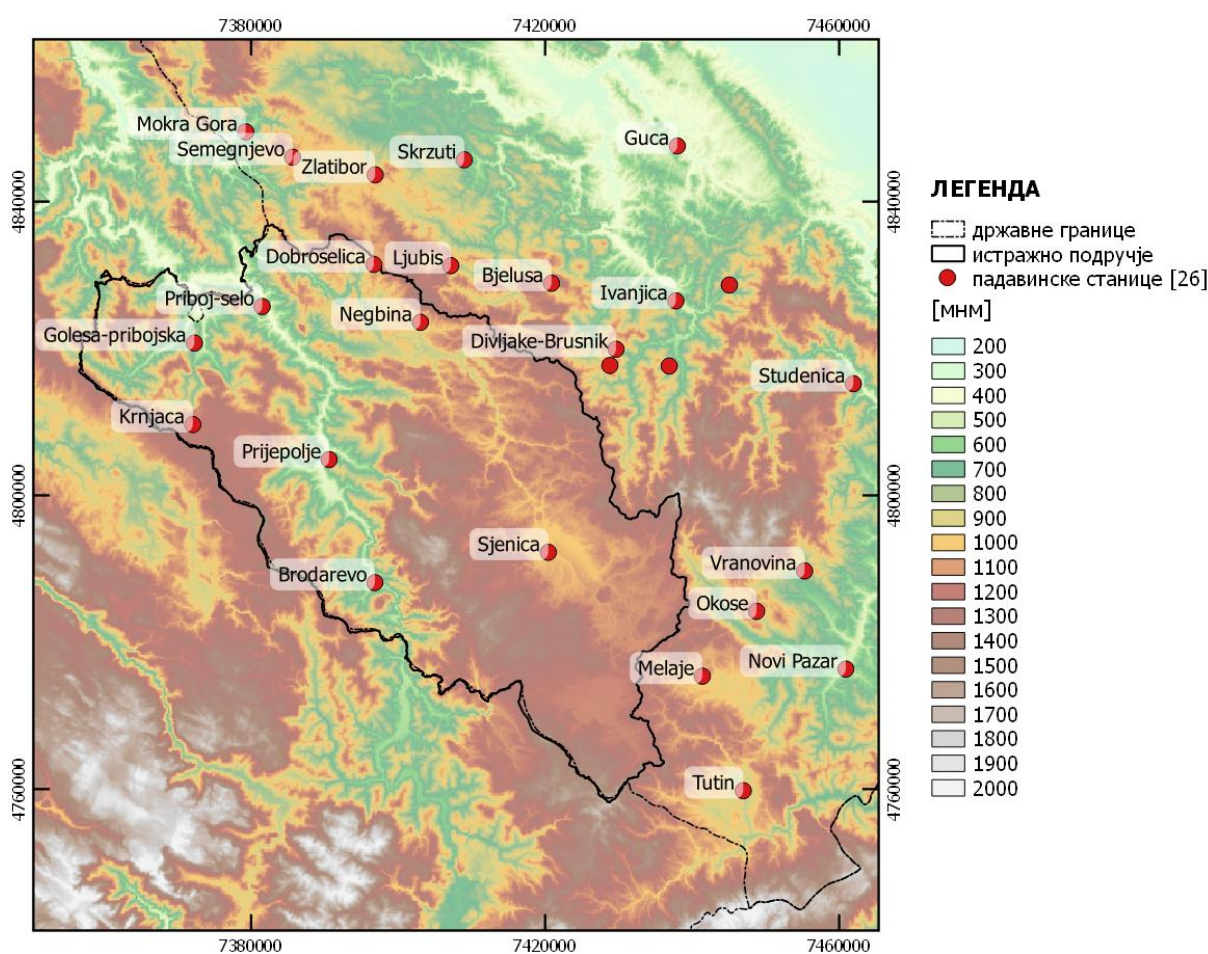 7380000
7420000
7460000
Mokra Gora
Semegnjevo
Zlatibor
Skrzuti
Guca
4840000
4840000
Dobroselica
Ljubis
Bjelusa
Ivanjica
Priboj-selo
Negbina
Golesa-pribojska
Divljake-Brusnik
Studenica
Krnjaca
Prijepolje
4800000
4800000
Sjenica
Vranovina
Brodarevo
Okose
Melaje
Novi Pazar
Tutin
4760000
4760000
7380000
7420000
7460000
ЛЕГЕНДА
државне границе
истражно подручје
падавинске станице [26]
[мнм]
200
300
400
500
600
700
800
900
1000
1100
1200
1300
1400
1500
1600
1700
1800
1900
2000